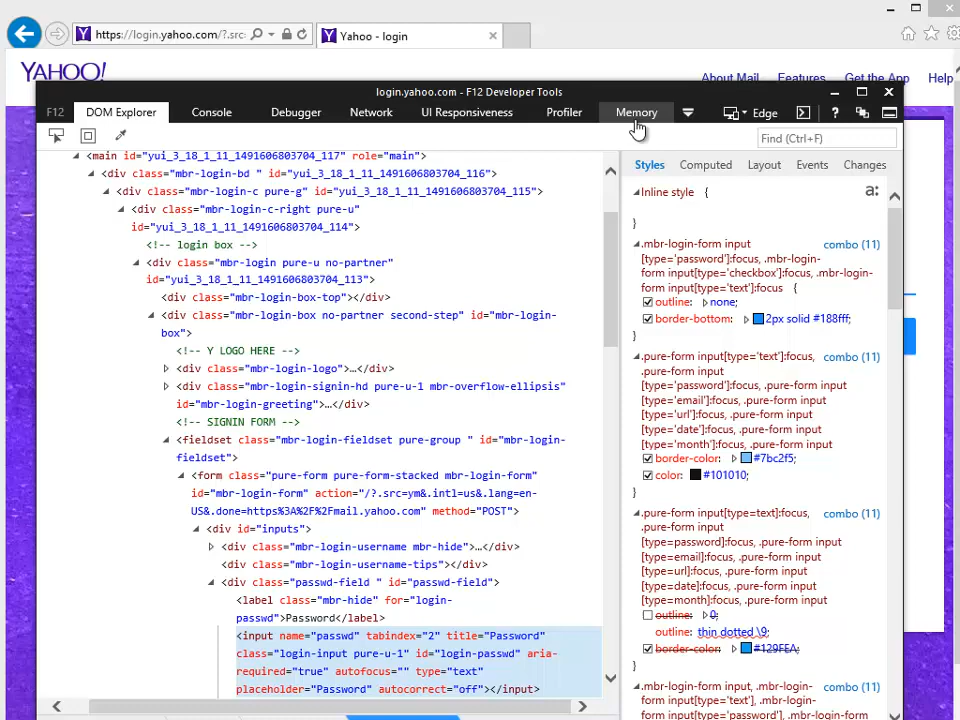 https://login.yahoo.com/?.src:
Yahoo - login
YAHOO!
About Mail Features Get the App Help
login.yahoo.com - F12 Developer Tools
F12 DOM Explorer Console Debugger Network UI Responsiveness Profiler Memory Edge ?
Find (Ctrl+F)
<main id="yui_3_18_1_11_1491606803704_117" role="main">
<div class="mbr-login-bd " id="yui_3_18_1_11_1491606803704_116">
<div class="mbr-login-c pure-g" id="yui_3_18_1_11_1491606803704_115">
<div class="mbr-login-c-right pure-u"
id="yui_3_18_1_11_1491606803704_114">
<!-- login box -->
<div class="mbr-login pure-u no-partner"
id="yui_3_18_1_11_1491606803704_113">
<div class="mbr-login-box-top"></div>
<div class="mbr-login-box no-partner second-step" id="mbr-login-
box">
<!-- Y LOGO HERE -->
<div class="mbr-login-logo">...</div>
<div class="mbr-login-signin-hd pure-u-1 mbr-overflow-ellipsis"
id="mbr-login-greeting">...</div>
<!-- SIGNIN FORM -->
<fieldset class="mbr-login-fieldset pure-group " id="mbr-login-
fieldset">
<form class="pure-form pure-form-stacked mbr-login-form"
id="mbr-login-form" action="/?.src=ym&.intl=us&.lang=en-
US&.done=https%3A%2F%2Fmail.yahoo.com" method="POST">
<div id="inputs">
<div class="mbr-login-username mbr-hide">...</div>
<div class="mbr-login-username-tips"></div>
<div class="passwd-field " id="passwd-field">
<label class="mbr-hide" for="login-
passwd">Password</label>
<input name="passwd" tabindex="2" title="Password"
class="login-input pure-u-1" id="login-passwd" aria-
required="true" autofocus="" type="text"
placeholder="Password" autocorrect="off"></input>
Styles Computed Layout Events Changes
Inline style { a:
}
.mbr-login-form input combo (11)
[type='password']:focus, .mbr-
login-form
input[type='checkbox']:focus, .mbr-login-
form input[type='text']:focus {
outline: none;
border-bottom: 2px solid #188fff;
}
.pure-form input[type='text']:focus, combo (11)
.pure-form input
[type='password']:focus, .pure-form input
[type='email']:focus, .pure-form input
[type='url']:focus, .pure-form input
[type='date']:focus, .pure-form input
[type='month']:focus {
border-color: #7bc2f5;
color: #101010;
}
.pure-form input[type=text]:focus, combo (11)
.pure-form input
[type=password]:focus, .pure-form input
[type=email]:focus, .pure-form input
[type=url]:focus, .pure-form input
[type=date]:focus, .pure-form input
[type=month]:focus {
outline: 0;
outline: thin dotted \9;
border-color: #129FEA;
}
.mbr-login-form input, .mbr-login- combo (11)
form input[type='text'], .mbr-login-
form input[type='password'],